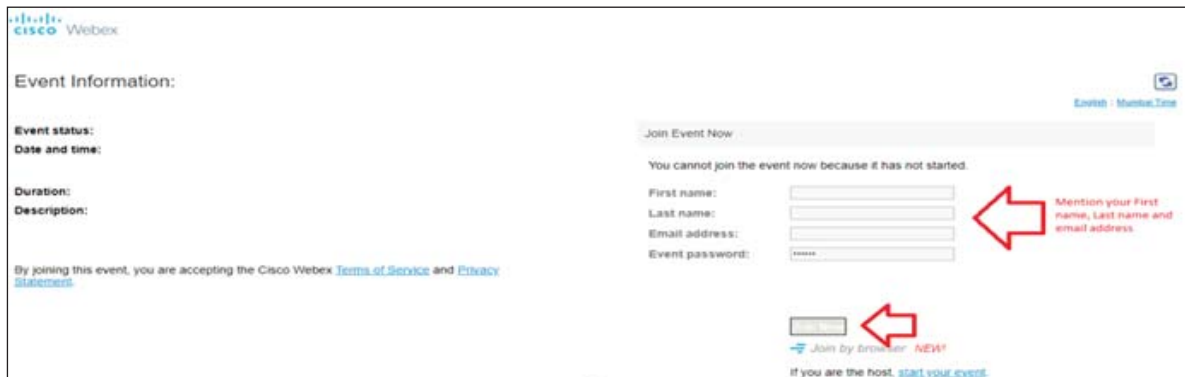 cisco Webex
Event Information:
English : Mumbai Time
Event status:
Date and time:
Duration:
Description:
By joining this event, you are accepting the Cisco Webex Terms of Service and Privacy
Statement.
Join Event Now
You cannot join the event now because it has not started.
First name:
Last name:
Email address:
Event password:
Mention your First
name, Last name and
email address
Join Now
Join by browser NEW!
If you are the host, start your event.